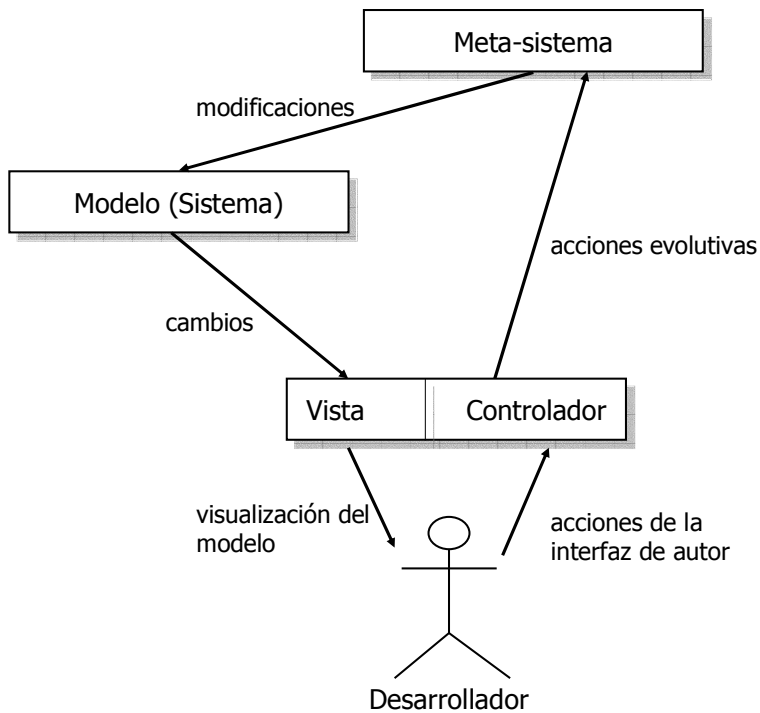 Meta-sistema
modificaciones
Modelo (Sistema)
acciones evolutivas
cambios
Vista
Controlador
visualización del
modelo
acciones de la
interfaz de autor
Desarrollador